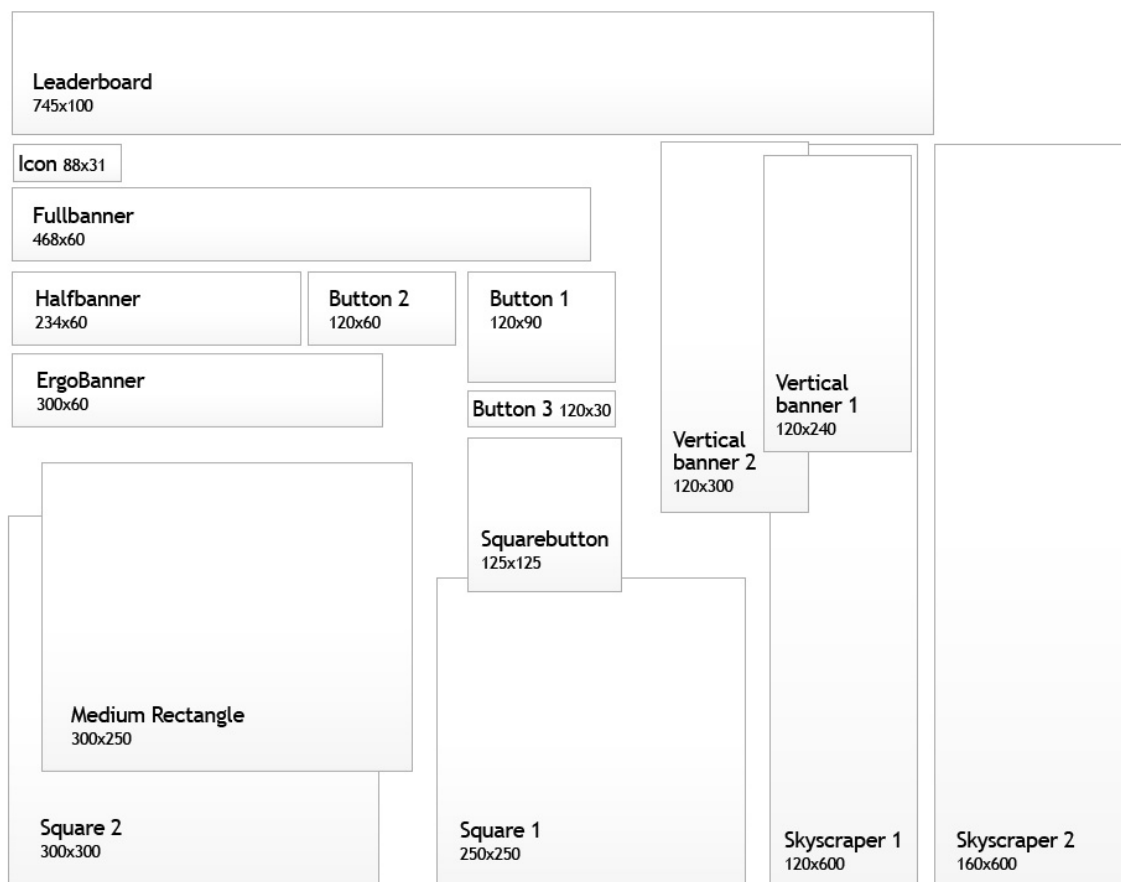 Leaderboard
745x100
Icon 88x31
Fullbanner
468x60
Halfbanner
234x60
Button 2
120x60
Button 1
120x90
ErgoBanner
300x60
Button 3 120x30
Vertical
banner 1
120x240
Vertical
banner 2
120x300
Squarebutton
125x125
Medium Rectangle
300x250
Square 2
300x300
Square 1
250x250
Skyscraper 1
120x600
Skyscraper 2
160x600